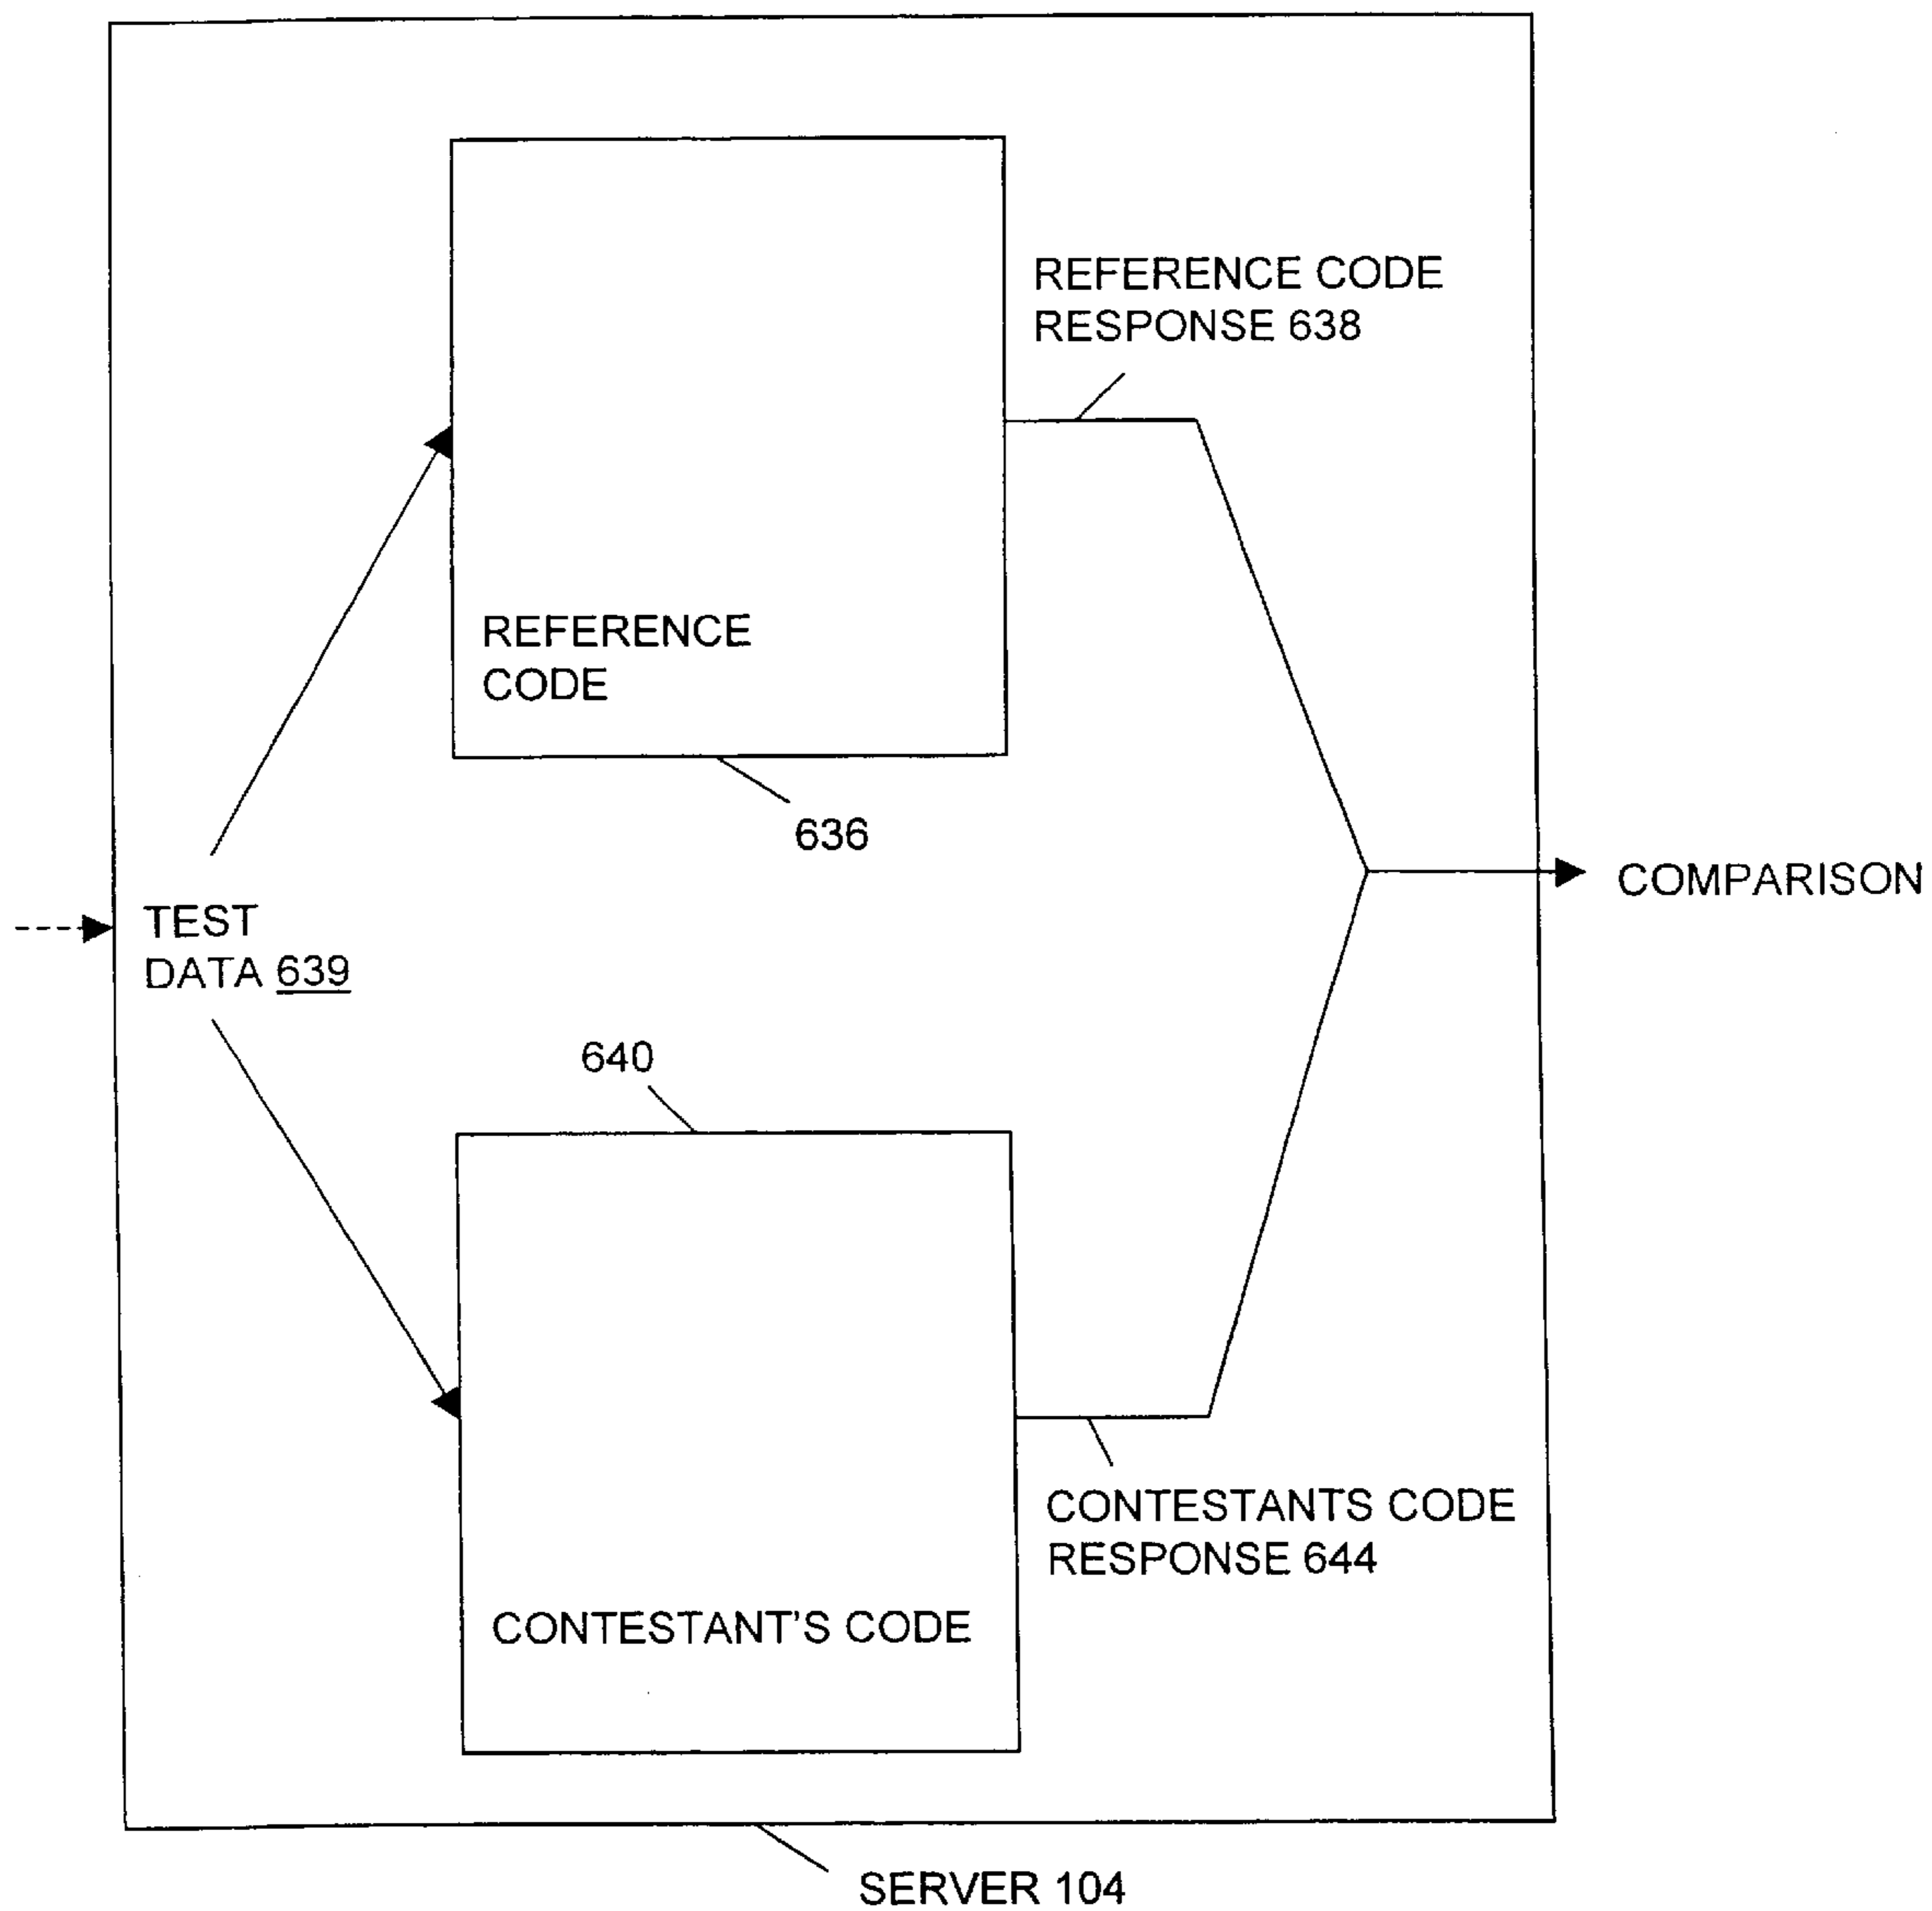 REFERENCE CODE
RESPONSE 638
REFERENCE
CODE
636
COMPARISON
TEST
DATA 639
640
CONTESTANTS CODE
RESPONSE 644
CONTESTANT'S CODE
SERVER 104